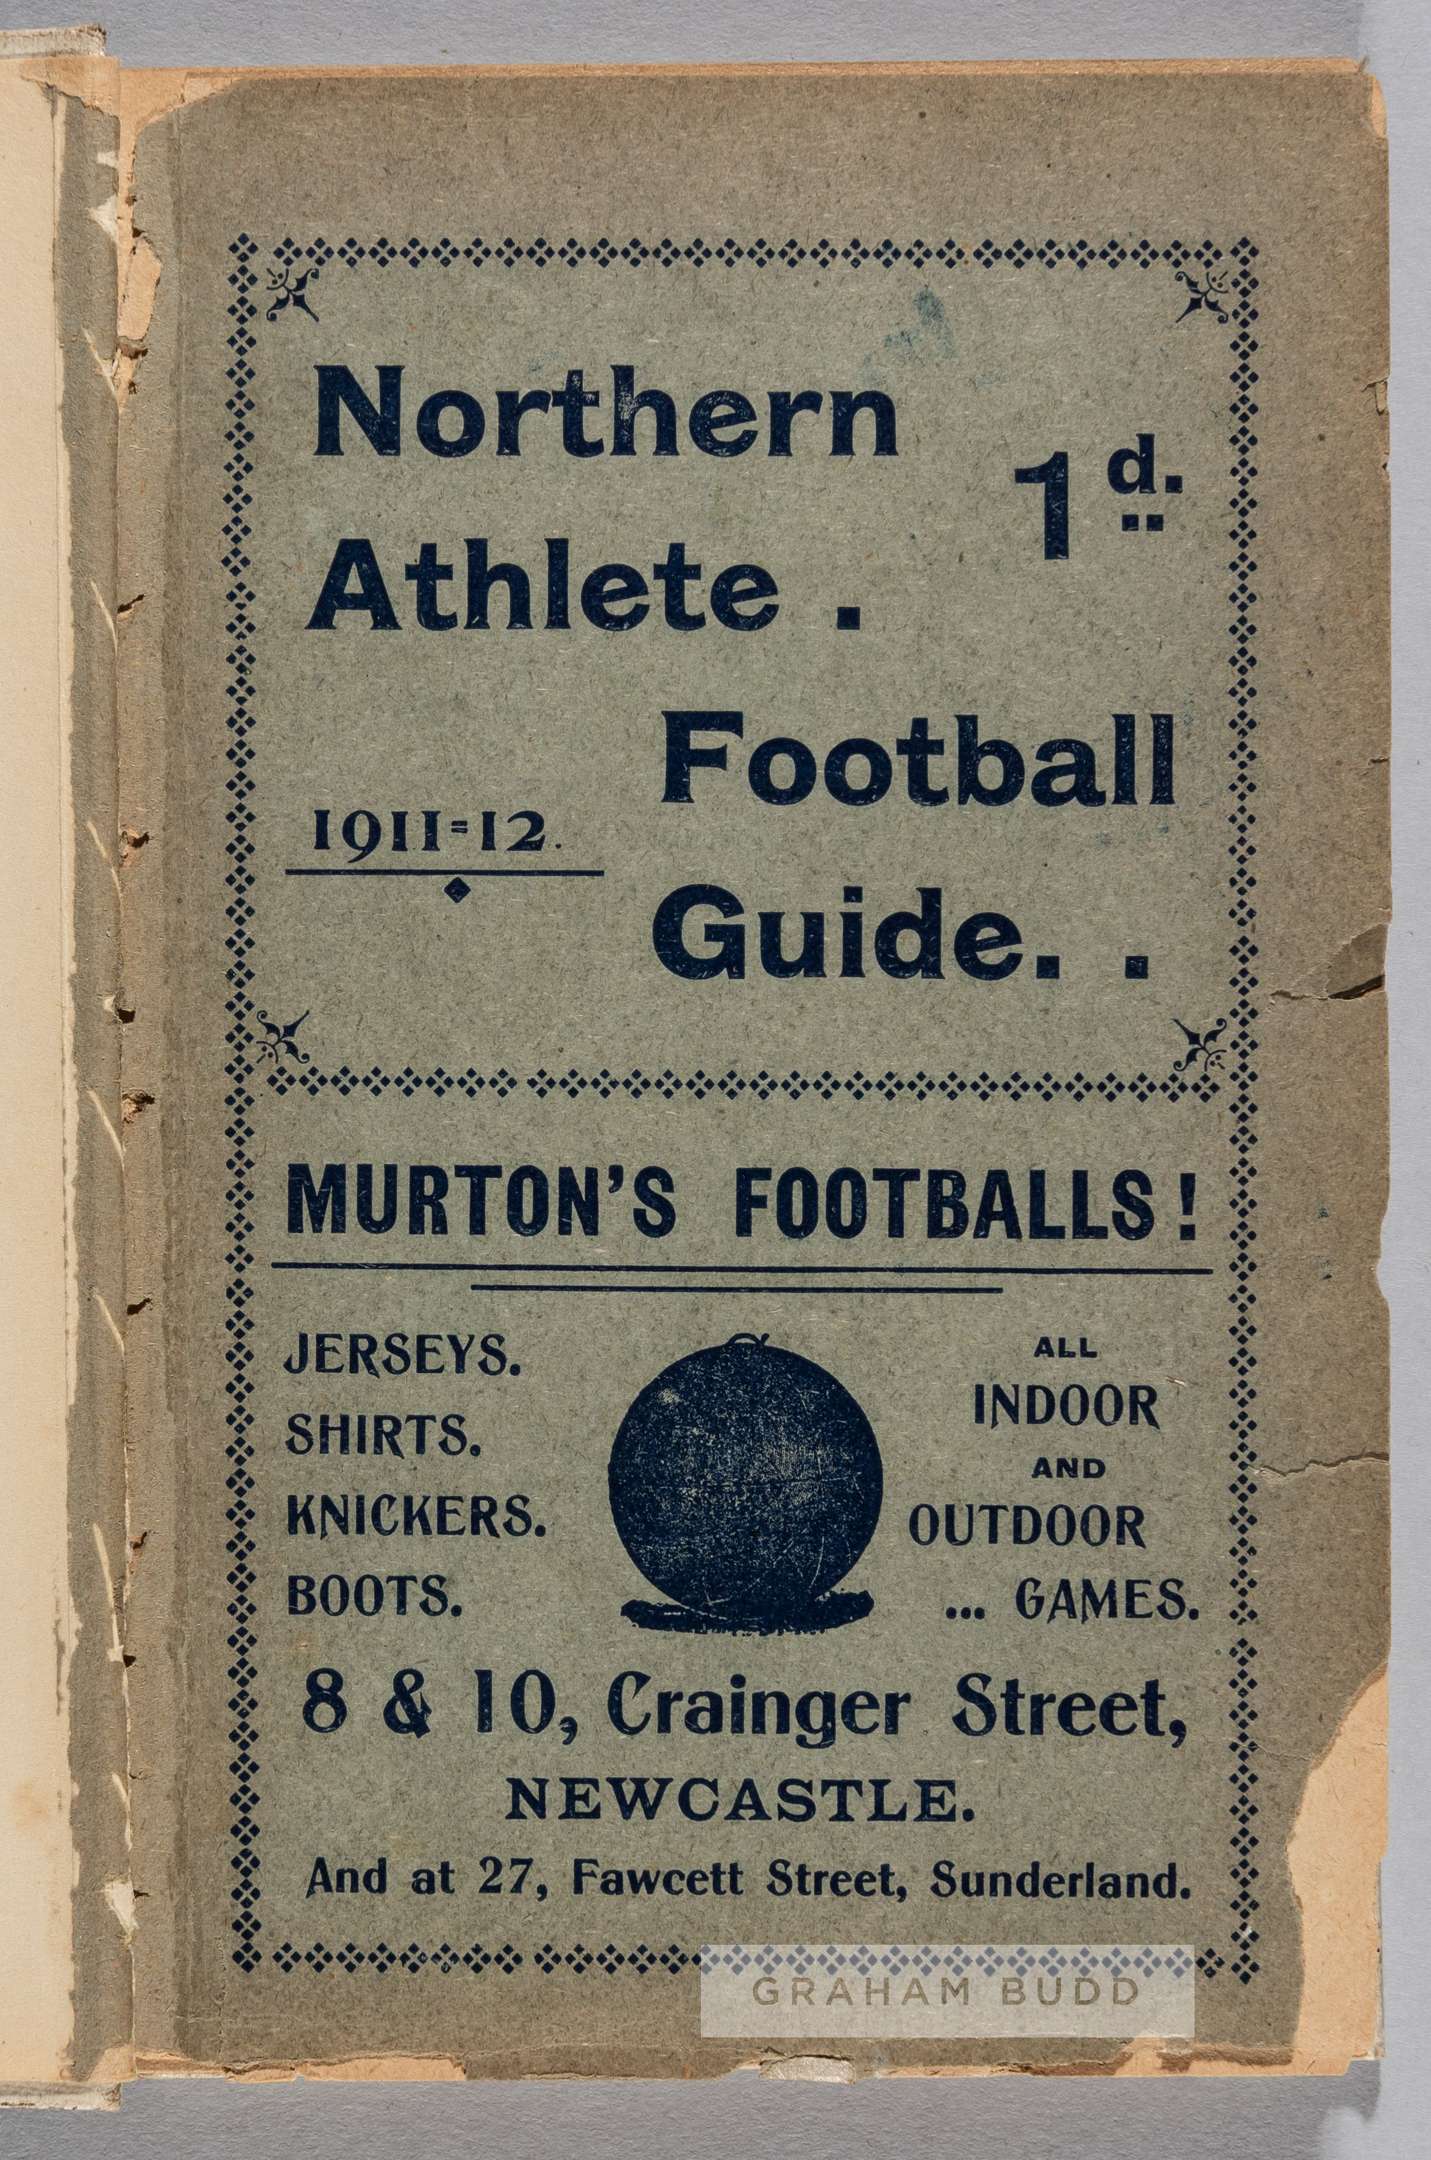 Northern
1d.
Athlete .
Football
1911=12.
Guide. .
MURTON'S FOOTBALLS!
JERSEYS.
SHIRTS.
KNICKERS.
BOOTS.
ALL
INDOOR
AND
OUTDOOR
... GAMES.
8 & 10, Crainger Street,
NEWCASTLE.
And at 27, Fawcett Street, Sunderland.
GRAHAM BUDD